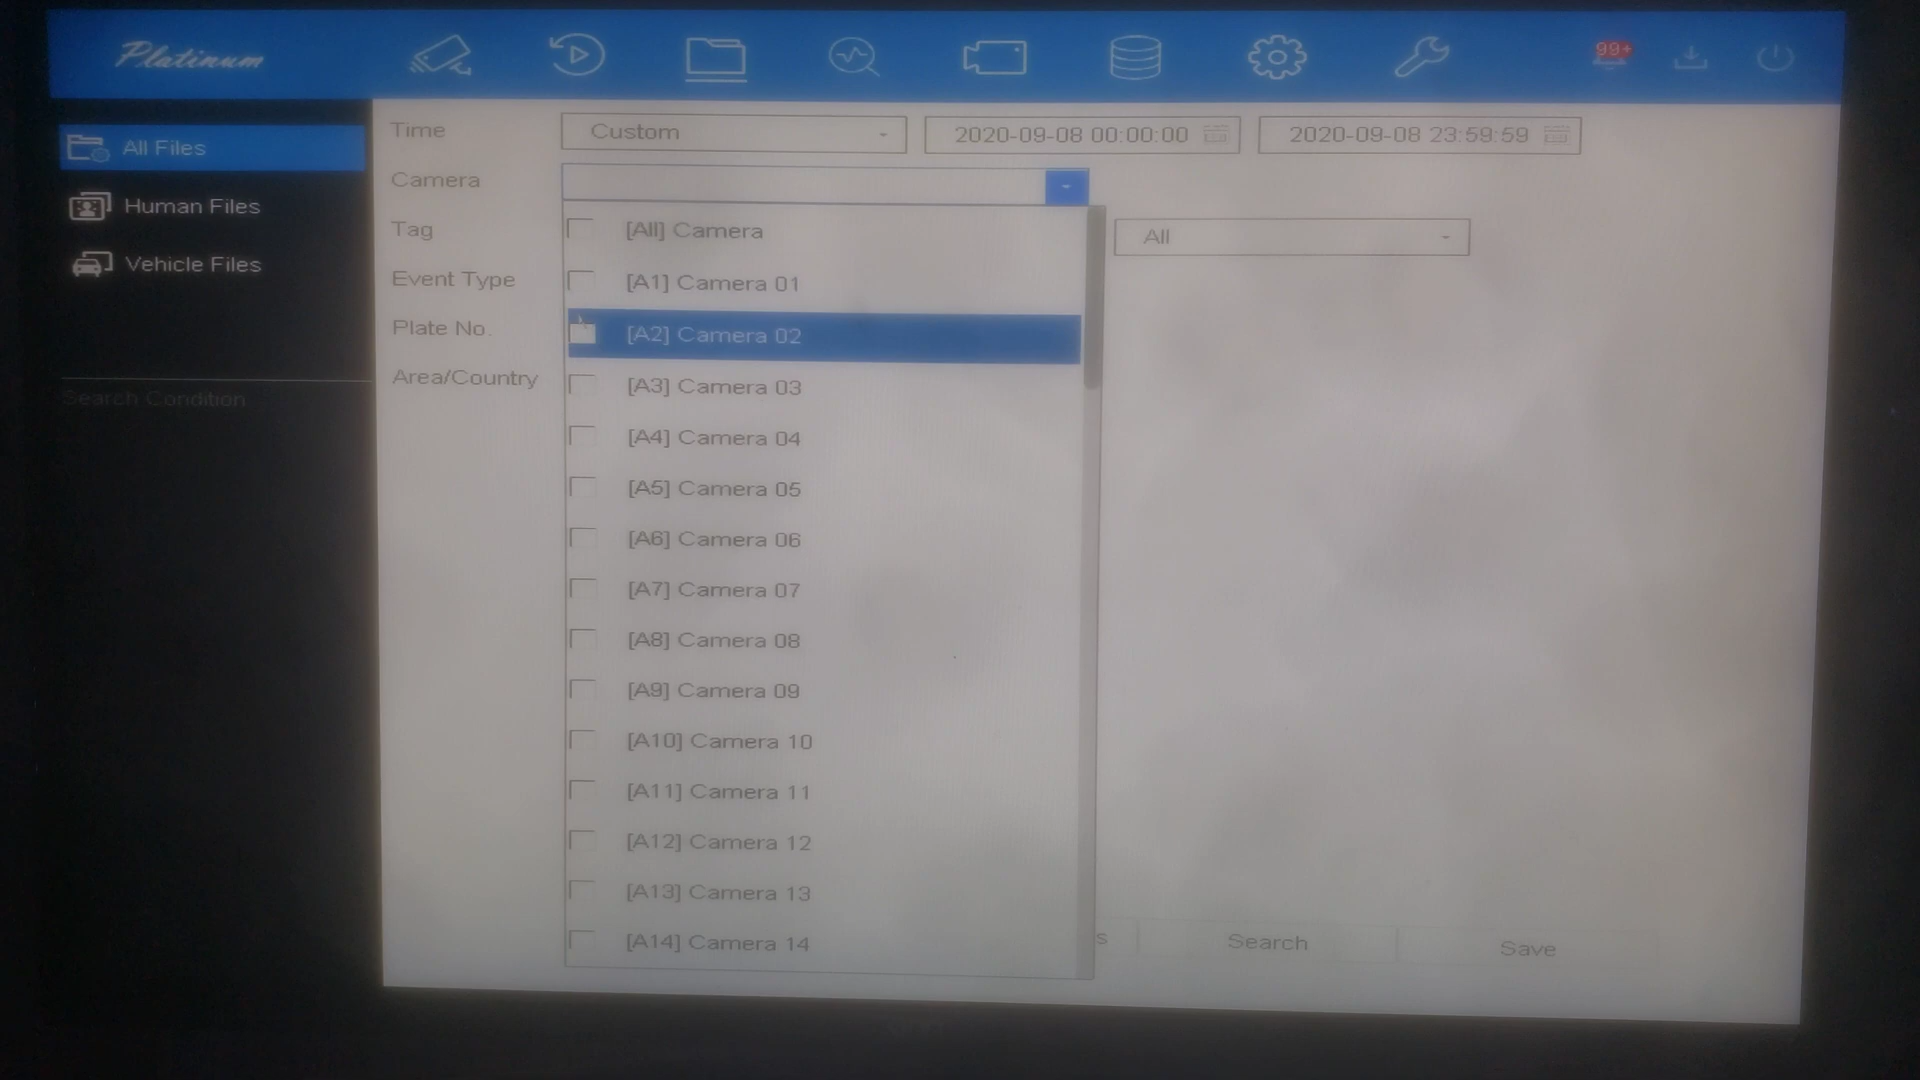 Platinum
99+
All Files
Human Files
Vehicle Files
Search Condition
Time
Custom
2020-09-08 00:00:00
2020-09-08 23:59:59
Camera
Tag
All
Event Type
Plate No.
Area/Country
[All] Camera
[A1] Camera 01
[A2] Camera 02
[A3] Camera 03
[A4] Camera 04
[A5] Camera 05
[A6] Camera 06
[A7] Camera 07
[A8] Camera 08
[A9] Camera 09
[A10] Camera 10
[A11] Camera 11
[A12] Camera 12
[A13] Camera 13
[A14] Camera 14
s
Search
Save